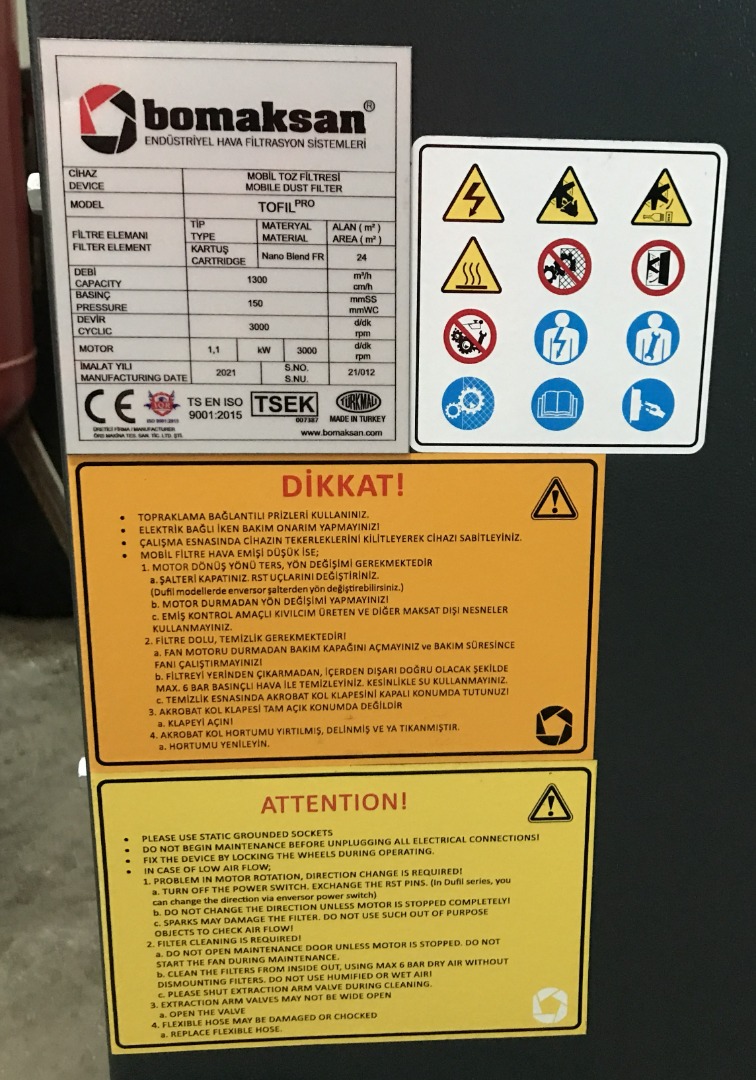 bomaksan®
ENDÜSTRİYEL HAVA FİLTRASYON SİSTEMLERİ
CİHAZ DEVICE MOBİL TOZ FİLTRESİ MOBILE DUST FILTER
MODEL TOFIL PRO
FİLTRE ELEMANI FILTER ELEMENT TİP TYPE MATERYAL MATERIAL ALAN ( m² ) AREA ( m² )
KARTUŞ CARTRIDGE Nano Blend FR 24
DEBİ CAPACITY 1300 m³/h cm/h
BASINÇ PRESSURE 150 mmSS mmWC
DEVİR CYCLIC 3000 d/dk rpm
MOTOR 1,1 kW 3000 d/dk rpm
İMALAT YILI MANUFACTURING DATE 2021 S.NO. S.NU. 21/012
CE ISO 9001:2015 TS EN ISO 9001:2015 TSEK 007387 TÜRKMALI MADE IN TURKEY
ÜRETİCİ FİRMA / MANUFACTURER
ÖRS MAKİNA TES. SAN. TİC. LTD. ŞTİ.
www.bomaksan.com
DİKKAT!
• TOPRAKLAMA BAĞLANTILI PRİZLERİ KULLANINIZ.
• ELEKTRİK BAĞLI İKEN BAKIM ONARIM YAPMAYINIZ!
• ÇALIŞMA ESNASINDA CİHAZIN TEKERLEKLERİNİ KİLİTLEYEREK CİHAZI SABİTLEYİNİZ.
• MOBİL FİLTRE HAVA EMİŞİ DÜŞÜK İSE;
1. MOTOR DÖNÜŞ YÖNÜ TERS, YÖN DEĞİŞİMİ GEREKMEKTEDİR
a. ŞALTERİ KAPATINIZ. RST UÇLARINI DEĞİŞTİRİNİZ.
(Dufil modellerde enversor şalterden yön değiştirebilirsiniz.)
b. MOTOR DURMADAN YÖN DEĞİŞİMİ YAPMAYINIZ!
c. EMİŞ KONTROL AMAÇLI KIVILCIM ÜRETEN VE DİĞER MAKSAT DIŞI NESNELER
KULLANMAYINIZ.
2. FİLTRE DOLU, TEMİZLİK GEREKMEKTEDİR!
a. FAN MOTORU DURMADAN BAKIM KAPAĞINI AÇMAYINIZ ve BAKIM SÜRESİNCE
FANI ÇALIŞTIRMAYINIZ!
b. FİLTREYİ YERİNDEN ÇIKARMADAN, İÇERDEN DIŞARI DOĞRU OLACAK ŞEKİLDE
MAX. 6 BAR BASINÇLI HAVA İLE TEMİZLEYİNİZ. KESİNLİKLE SU KULLANMAYINIZ.
c. TEMİZLİK ESNASINDA AKROBAT KOL KLAPESİNİ KAPALI KONUMDA TUTUNUZ!
3. AKROBAT KOL KLAPESİ TAM AÇIK KONUMDA DEĞİLDİR
a. KLAPEYİ AÇIN!
4. AKROBAT KOL HORTUMU YIRTILMIŞ, DELİNMİŞ VE YA TIKANMIŞTIR.
a. HORTUMU YENİLEYİN.
ATTENTION!
• PLEASE USE STATIC GROUNDED SOCKETS
• DO NOT BEGIN MAINTENANCE BEFORE UNPLUGGING ALL ELECTRICAL CONNECTIONS!
• FIX THE DEVICE BY LOCKING THE WHEELS DURING OPERATING.
• IN CASE OF LOW AIR FLOW;
1. PROBLEM IN MOTOR ROTATION, DIRECTION CHANGE IS REQUIRED!
a. TURN OFF THE POWER SWITCH. EXCHANGE THE RST PINS. (In Dufil series, you
can change the direction via enversor power switch)
b. DO NOT CHANGE THE DIRECTION UNLESS MOTOR IS STOPPED COMPLETELY!
c. SPARKS MAY DAMAGE THE FILTER. DO NOT USE SUCH OUT OF PURPOSE
OBJECTS TO CHECK AIR FLOW!
2. FILTER CLEANING IS REQUIRED!
a. DO NOT OPEN MAINTENANCE DOOR UNLESS MOTOR IS STOPPED. DO NOT
START THE FAN DURING MAINTENANCE.
b. CLEAN THE FILTERS FROM INSIDE OUT, USING MAX 6 BAR DRY AIR WITHOUT
DISMOUNTING FILTERS. DO NOT USE HUMIFIED OR WET AIR!
c. PLEASE SHUT EXTRACTION ARM VALVE DURING CLEANING.
3. EXTRACTION ARM VALVES MAY NOT BE WIDE OPEN
a. OPEN THE VALVE
4. FLEXIBLE HOSE MAY BE DAMAGED OR CHOCKED
a. REPLACE FLEXIBLE HOSE.